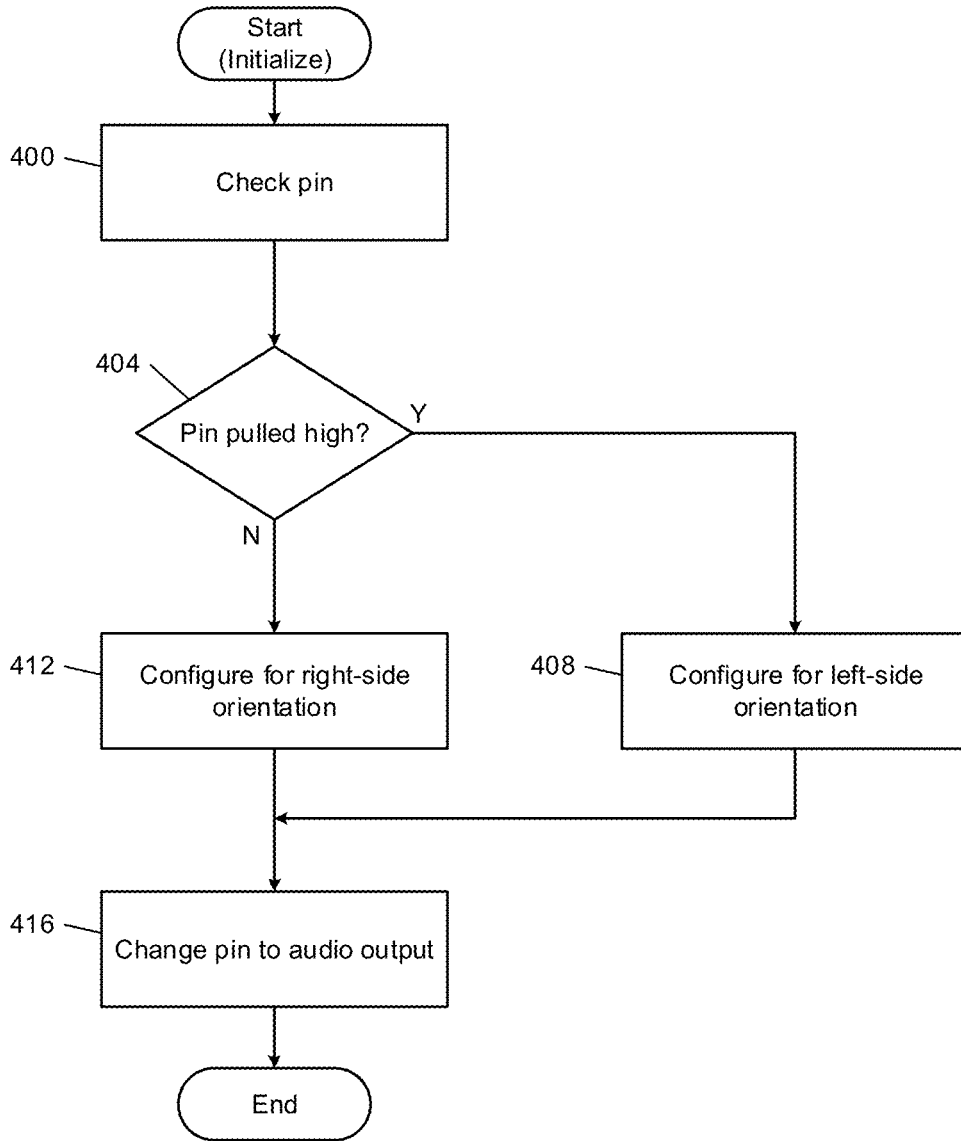 Start
(Initialize)
400
Check pin
404
Pin pulled high?
Y
N
412
Configure for right-side
orientation
408
Configure for left-side
orientation
416
Change pin to audio output
End